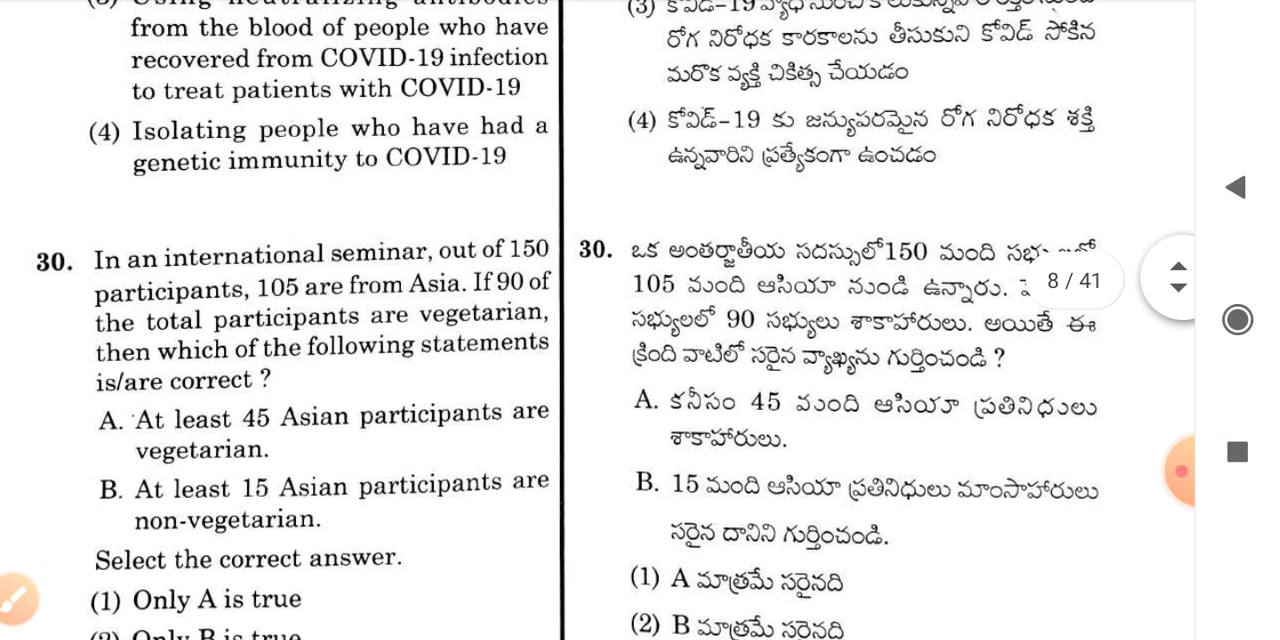 from the blood of people who have
recovered from COVID-19 infection
to treat patients with COVID-19
(4) Isolating people who have had a
genetic immunity to COVID-19
30. In an international seminar, out of 150
participants, 105 are from Asia. If 90 of
the total participants are vegetarian,
then which of the following statements
is/are correct ?
A. At least 45 Asian participants are
vegetarian.
B. At least 15 Asian participants are
non-vegetarian.
Select the correct answer.
(1) Only A is true
(2) Only B is true
రోగ నిరోధక కారకాలను తీసుకుని కోవిడ్ సోకిన
మరొక వ్యక్తి చికిత్స చేయడం
(4) కోవిడ్-19 కు జన్యుపరమైన రోగ నిరోధక శక్తి
ఉన్నవారిని ప్రత్యేకంగా ఉంచడం
30. ఒక అంతర్జాతీయ సదస్సులో 150 మంది
105 మంది ఆసియా నుండి ఉన్నారు.
సభ్యులలో 90 సభ్యులు శాకాహారులు. అయితే ఈ
క్రింది వాటిలో సరైన వ్యాఖ్యను గుర్తించండి ?
A. కనీసం 45 మంది ఆసియా ప్రతినిధులు
శాకాహారులు.
B. 15 మంది ఆసియా ప్రతినిధులు మాంసాహారులు
సరైన దానిని గుర్తించండి.
(1) A మాత్రమే సరైనది
(2) B మాత్రమే సరైనది
8 / 41